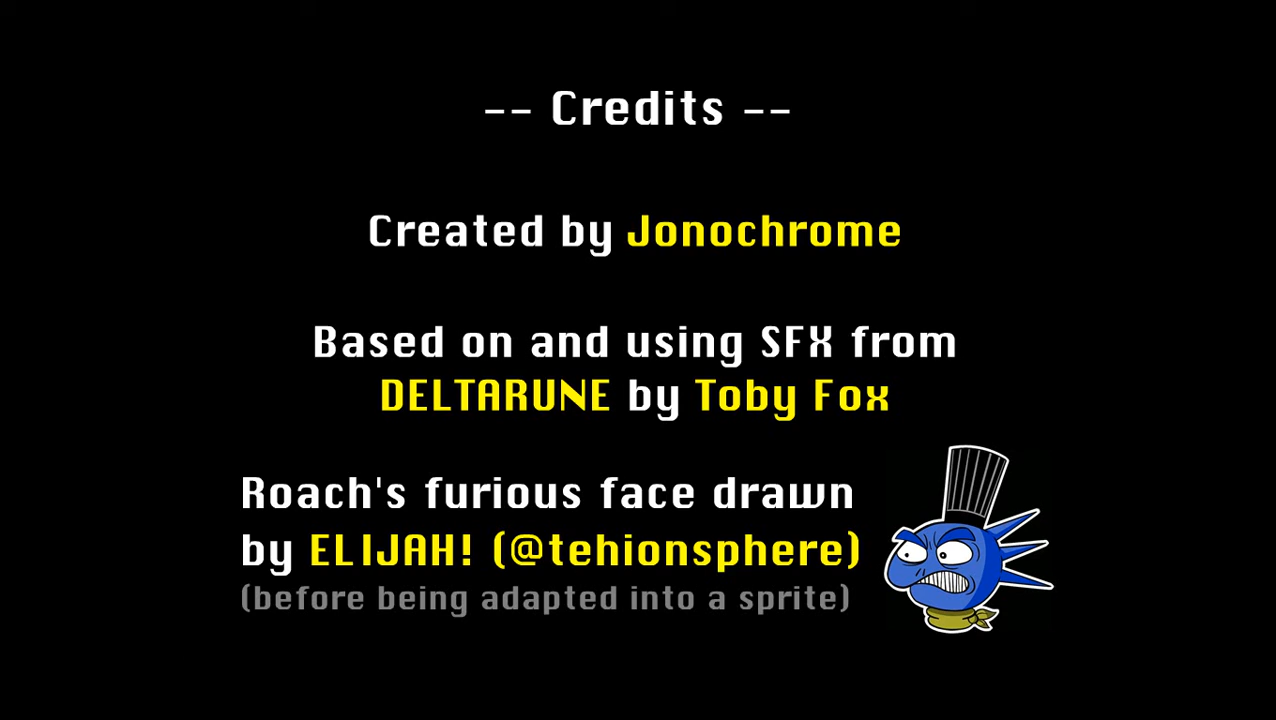 -- Credits --
Created by Jonochrome
Based on and using SFX from
DELTARUNE by Toby Fox
Roach's furious face drawn
by ELIJAH! (@tehionsphere)
(before being adapted into a sprite)